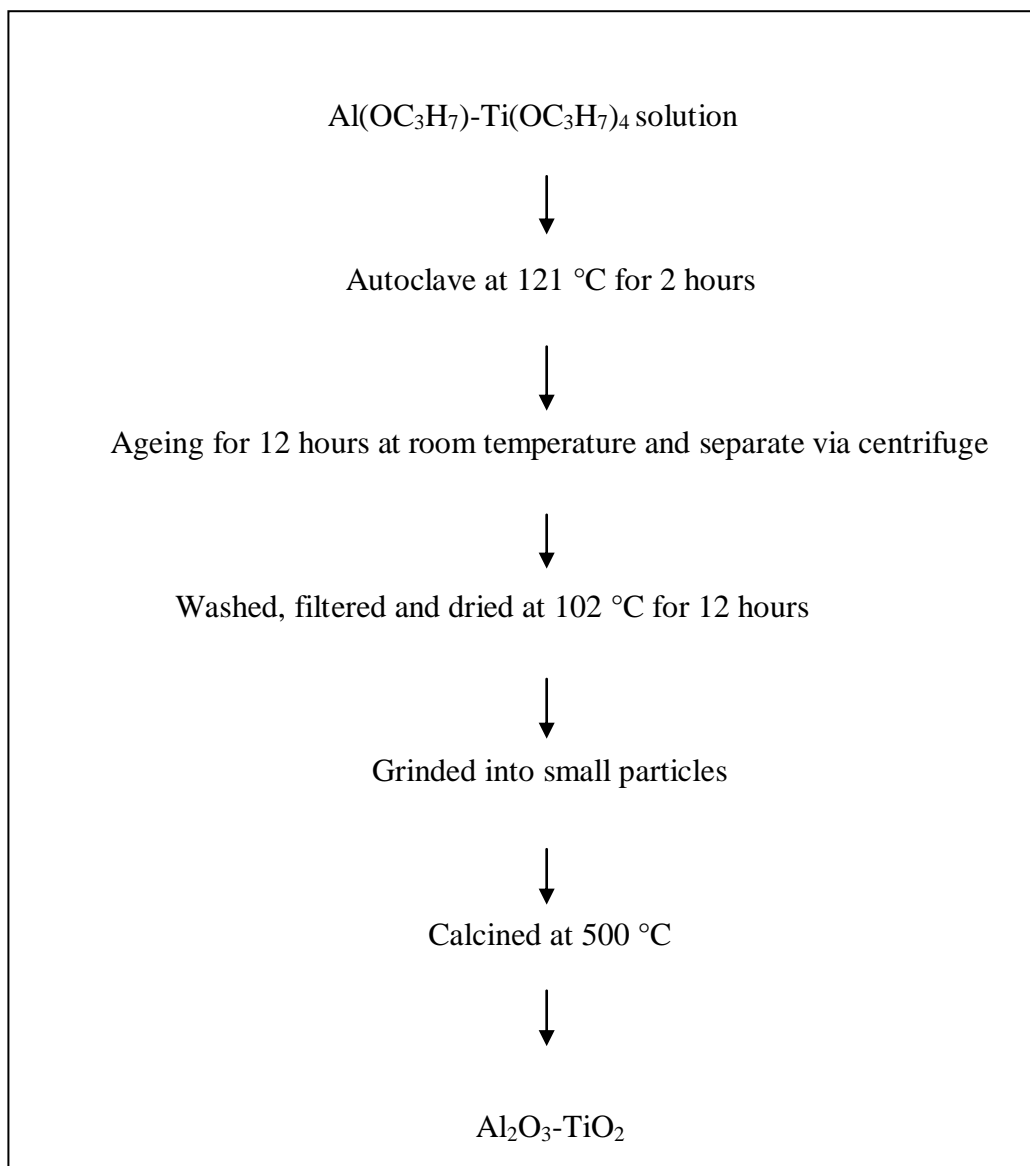 Al(OC₃H₇)-Ti(OC₃H₇)₄ solution
Autoclave at 121 °C for 2 hours
Ageing for 12 hours at room temperature and separate via centrifuge
Washed, filtered and dried at 102 °C for 12 hours
Grinded into small particles
Calcined at 500 °C
Al₂O₃-TiO₂